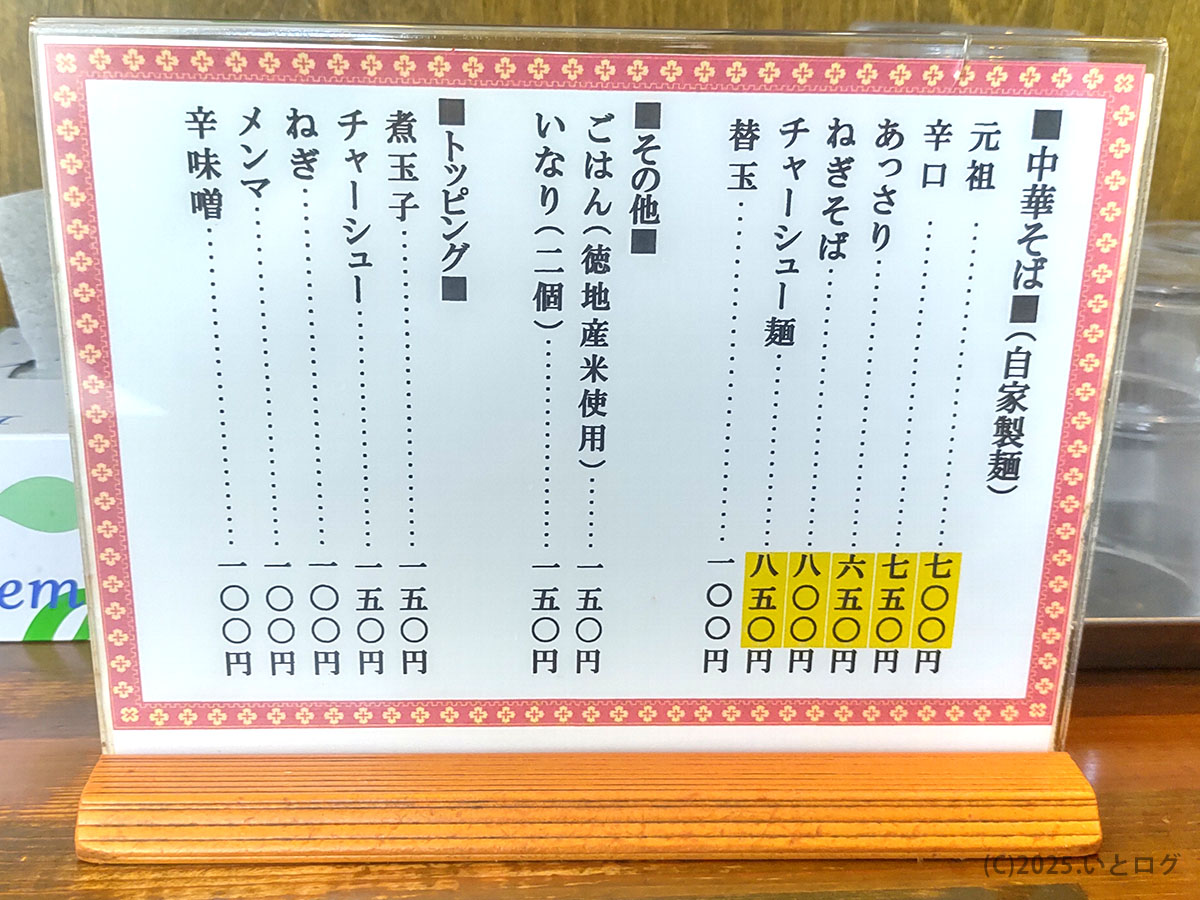 ■中華そば■（自家製麺）
元祖……………………七〇〇円
辛口……………………七五〇円
あっさり……………………六五〇円
ねぎそば……………………八〇〇円
チャーシュー麺……………………八五〇円
替玉……………………一〇〇円
■その他■
ごはん（徳地産米使用）……一五〇円
いなり（二個）……………………一五〇円
■トッピング■
煮玉子……………………一五〇円
チャーシュー……………………一五〇円
ねぎ……………………一〇〇円
メンマ……………………一〇〇円
辛味噌……………………一〇〇円
em
(C)2025.いとログ